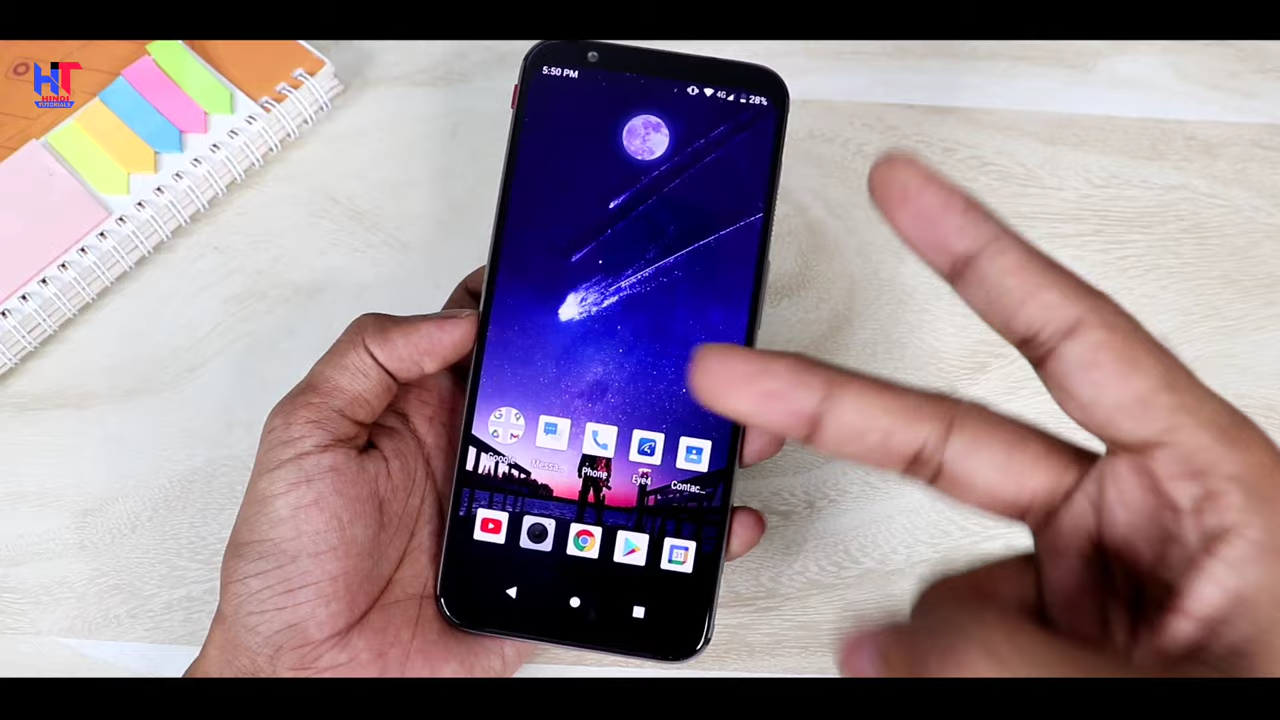 HT
HINDI
TUTORIALS
5:50 PM
4G 28%
Google
Messa...
Phone
Eye4
Contac...
31